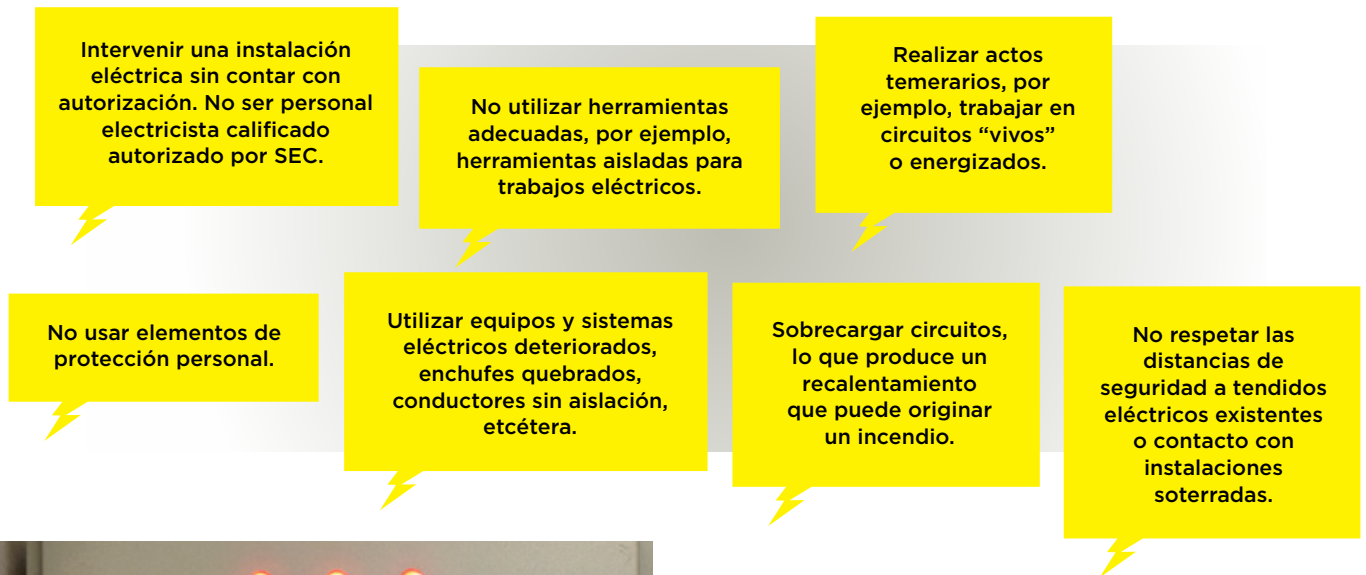 Intervenir una instalación
eléctrica sin contar con
autorización. No ser personal
electricista calificado
autorizado por SEC.
No utilizar herramientas
adecuadas, por ejemplo,
herramientas aisladas para
trabajos eléctricos.
Realizar actos
temerarios, por
ejemplo, trabajar en
circuitos “vivos”
o energizados.
No usar elementos de
protección personal.
Utilizar equipos y sistemas
eléctricos deteriorados,
enchufes quebrados,
conductores sin aislación,
etcétera.
Sobrecargar circuitos,
lo que produce un
recalentamiento
que puede originar
un incendio.
No respetar las
distancias de
seguridad a tendidos
eléctricos existentes
o contacto con
instalaciones
soterradas.